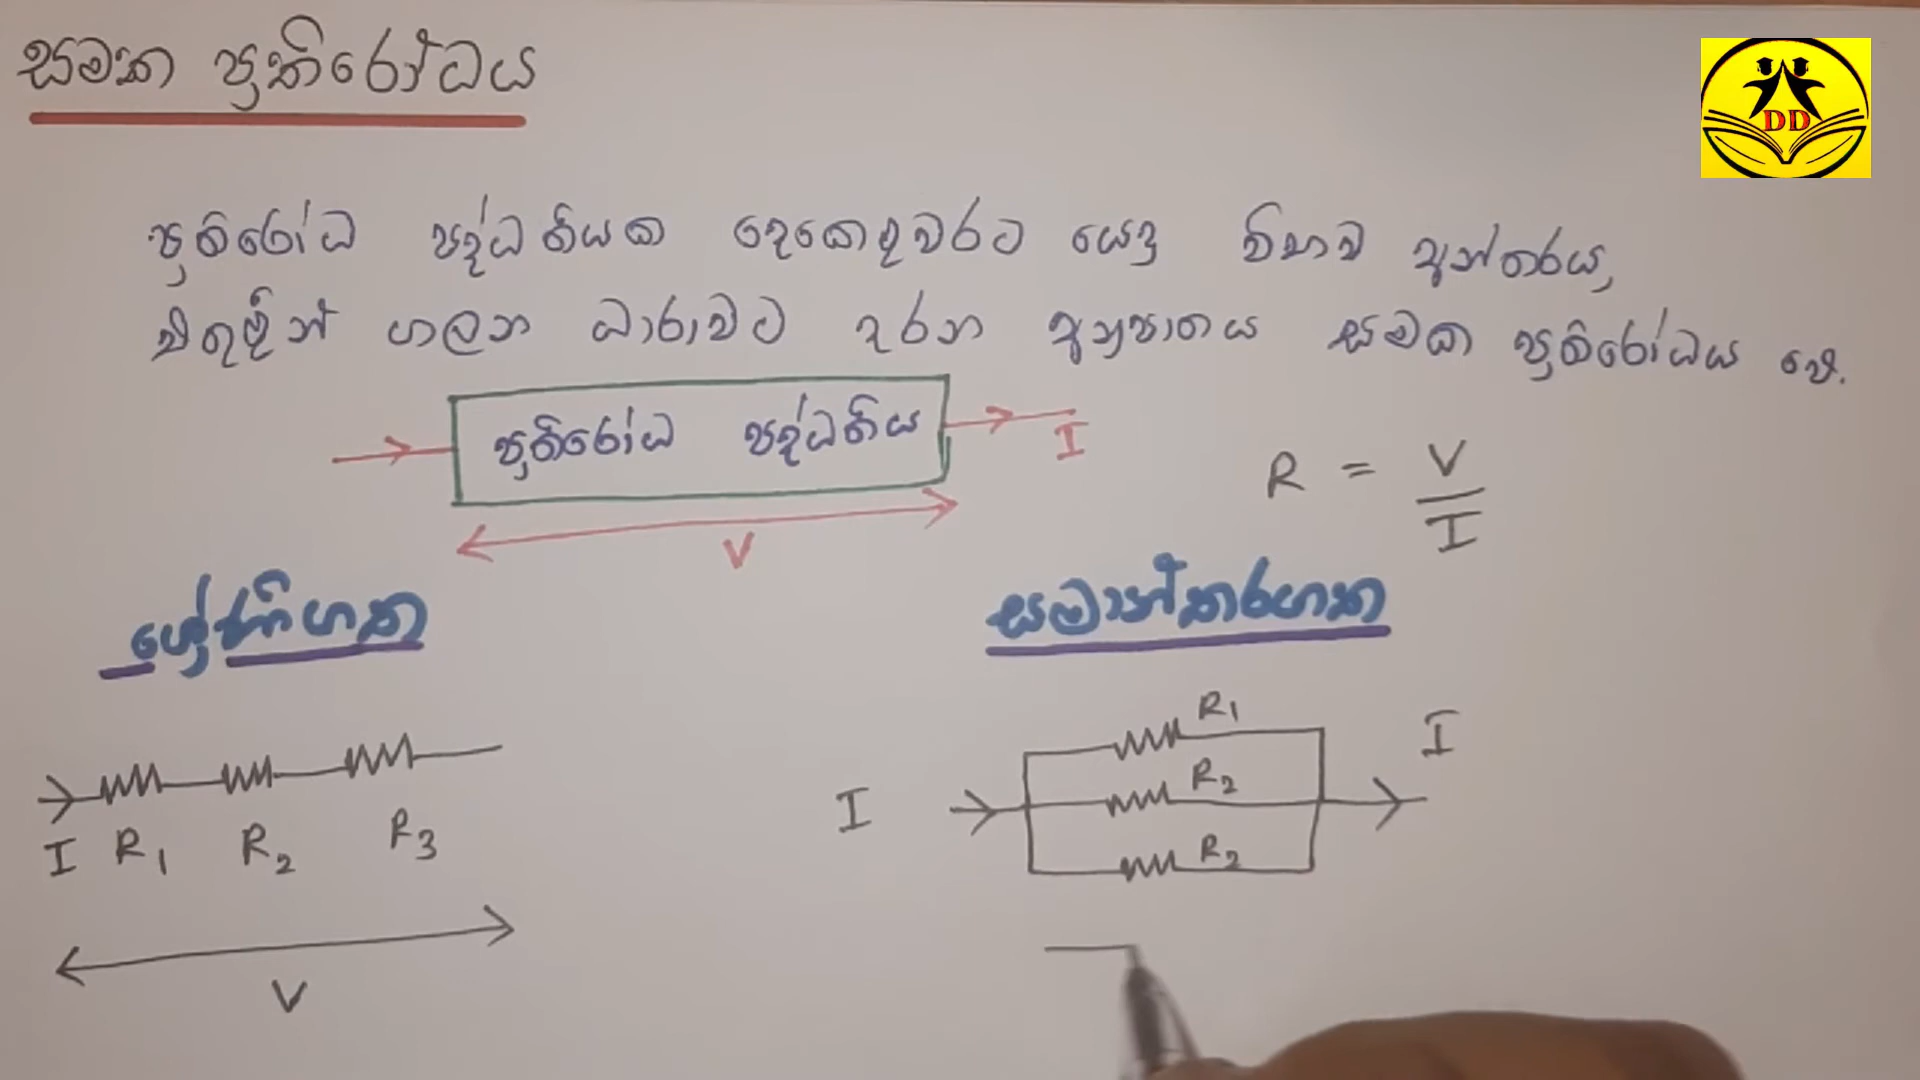 සමක ප්‍රතිරෝධය
DD
ප්‍රතිරෝධ පද්ධතියක දෙකෙළවරට යෙදූ විභව අන්තරය,
එතුළින් ගලන ධාරාවට දරන අනුපාතය සමක ප්‍රතිරෝධය වේ.
ප්‍රතිරෝධ පද්ධතිය
I
V
R = V
I
ශ්‍රේණිගත
සමාන්තරගත
I R1 R2 R3
V
R1
R2
R2
I
I